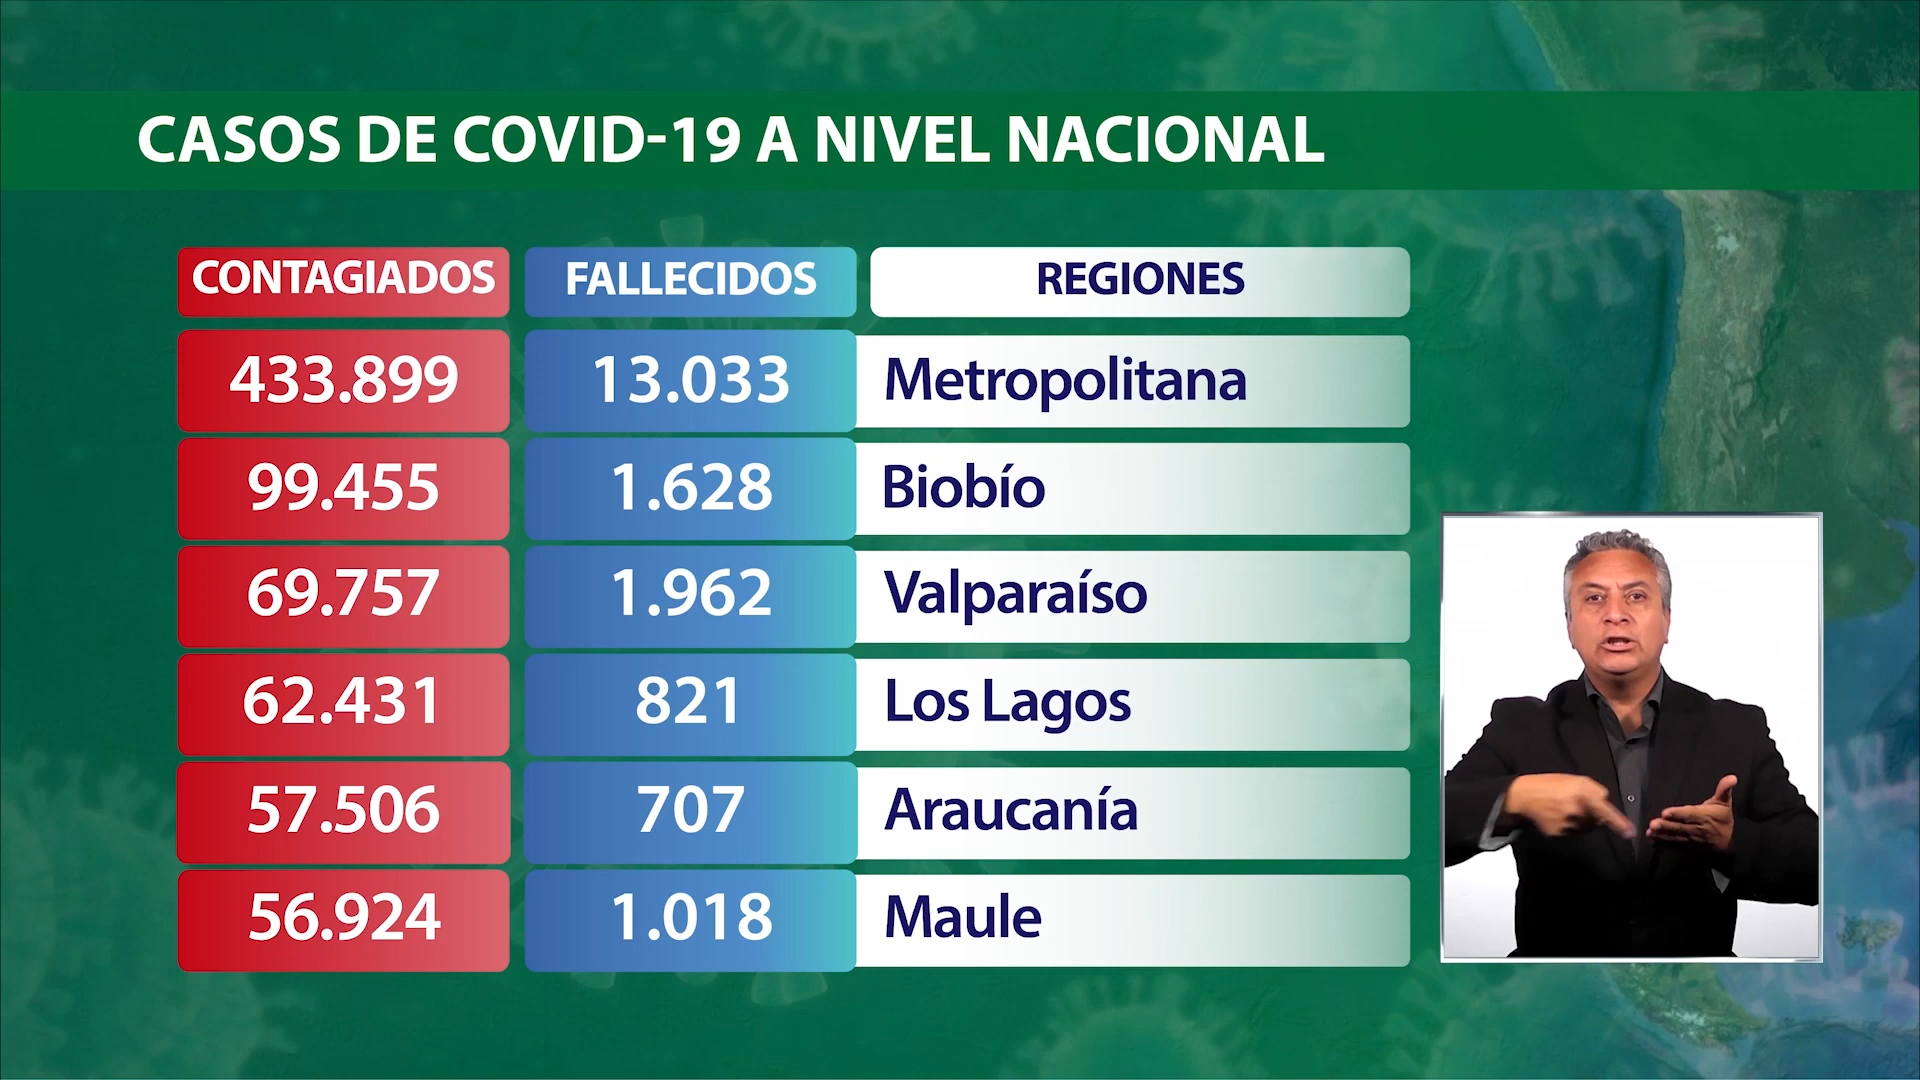 CASOS DE COVID-19 A NIVEL NACIONAL
CONTAGIADOS FALLECIDOS REGIONES
433.899 13.033 Metropolitana
99.455 1.628 Biobío
69.757 1.962 Valparaíso
62.431 821 Los Lagos
57.506 707 Araucanía
56.924 1.018 Maule